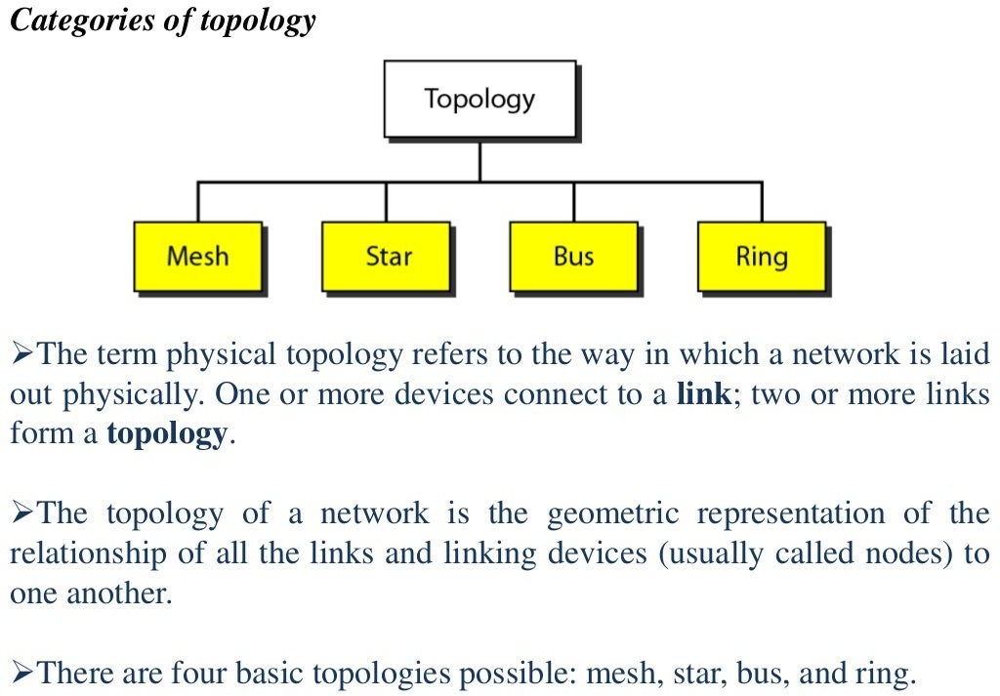 Categories of topology
Topology
Mesh
Star
Bus
Ring
➢The term physical topology refers to the way in which a network is laid
out physically. One or more devices connect to a link; two or more links
form a topology.
➢The topology of a network is the geometric representation of the
relationship of all the links and linking devices (usually called nodes) to
one another.
➢There are four basic topologies possible: mesh, star, bus, and ring.